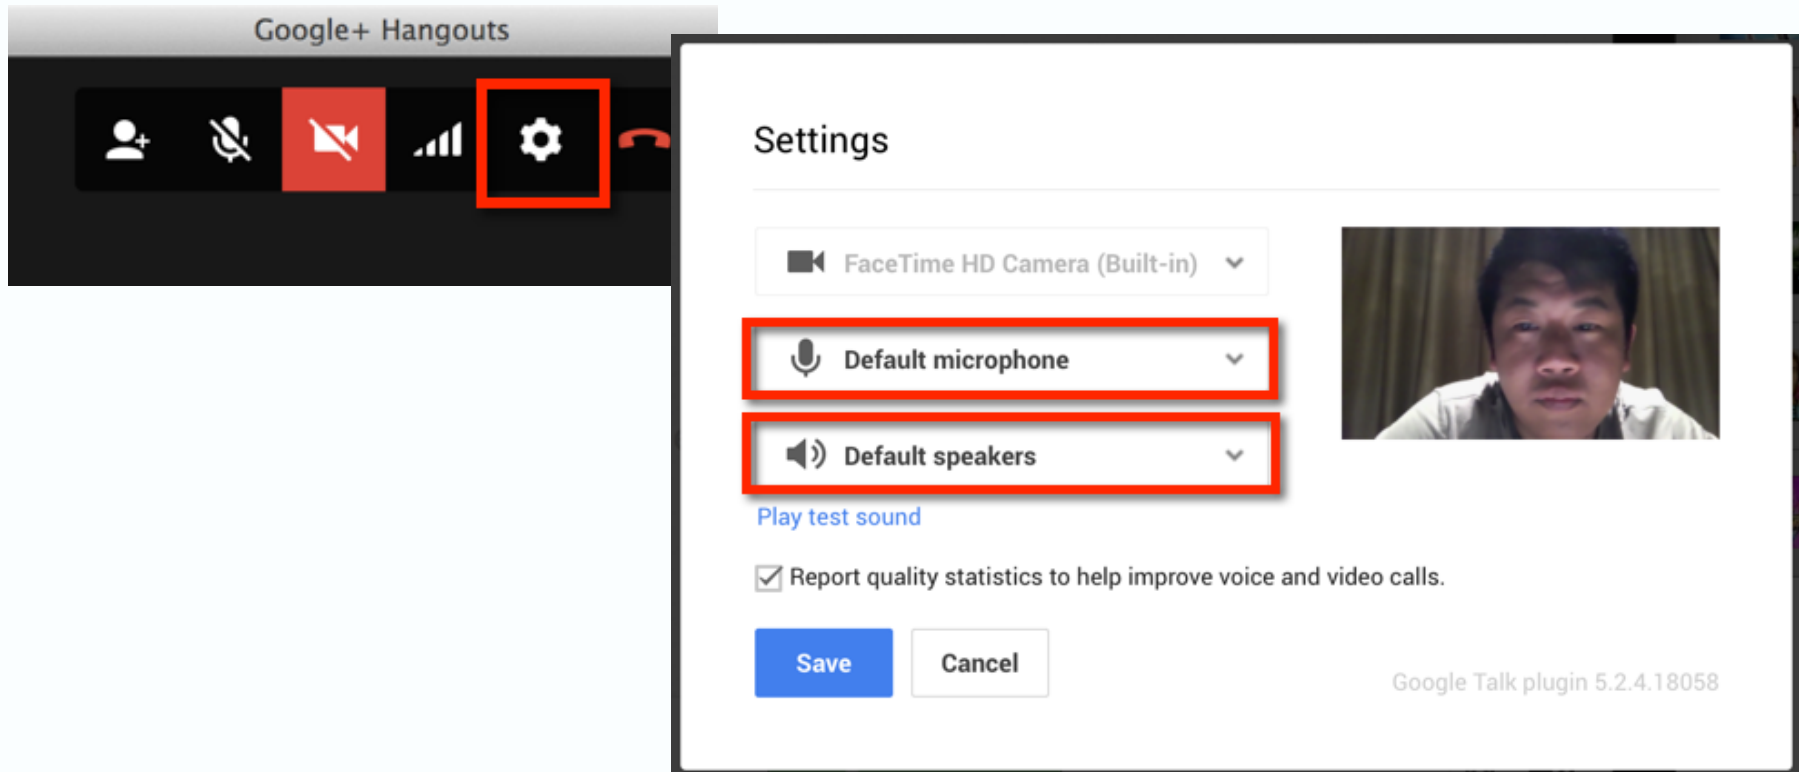 Google+ Hangouts
Settings
FaceTime HD Camera (Built-in)
Default microphone
Default speakers
Play test sound
Report quality statistics to help improve voice and video calls.
Save
Cancel
Google Talk plugin 5.2.4.18058